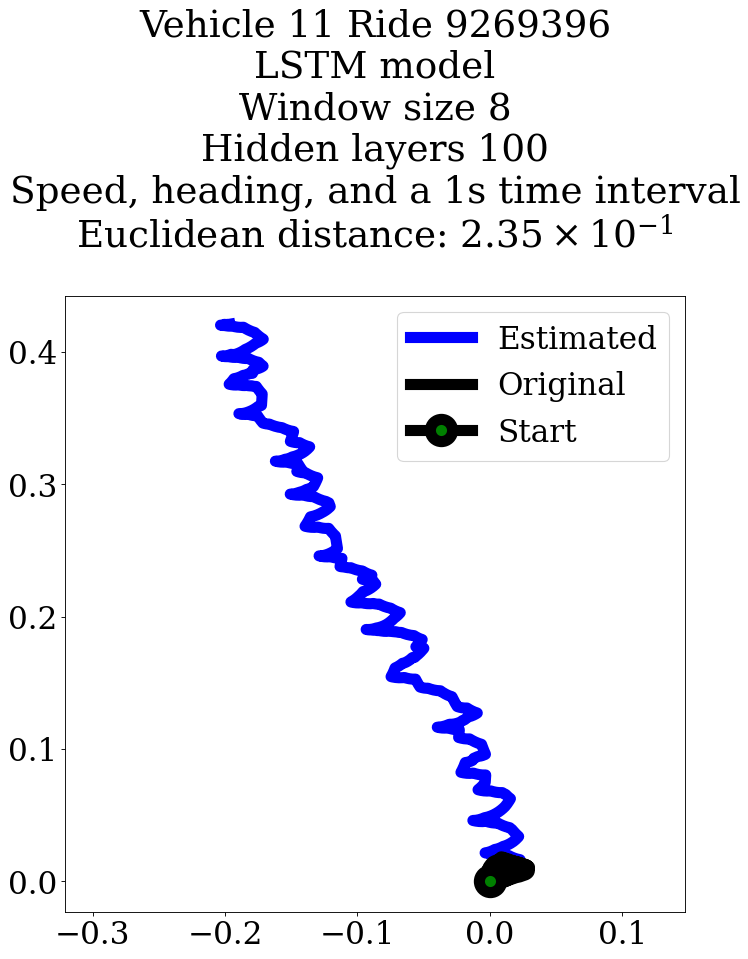 Vehicle 11 Ride 9269396
LSTM model
Window size 8
Hidden layers 100
Speed, heading, and a 1s time interval
Euclidean distance: 2.35 × 10⁻¹
Estimated
Original
Start
0.4
0.3
0.2
0.1
0.0
−0.3 −0.2 −0.1 0.0 0.1